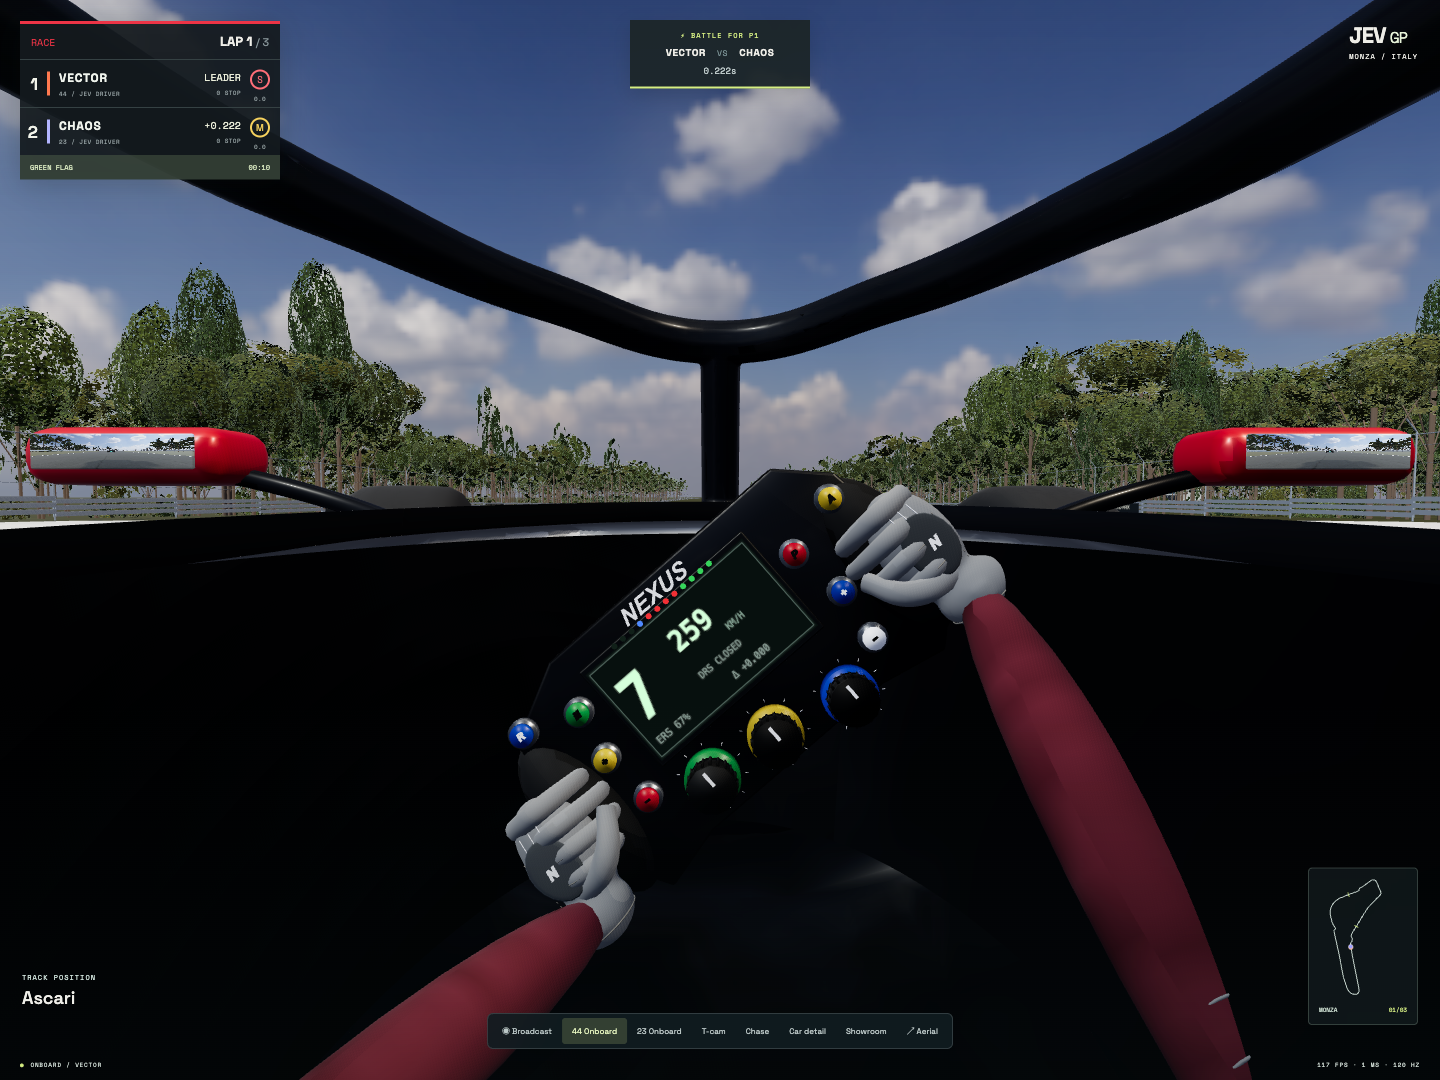 RACE LAP 1 / 3
1 VECTOR LEADER S
44 / JEV DRIVER 0 STOP
0.0
2 CHAOS +0.222 M
23 / JEV DRIVER 0 STOP
0.0
GREEN FLAG 00:10
⚡ BATTLE FOR P1
VECTOR VS CHAOS
0.222s
JEV GP
MONZA / ITALY
NEXUS
259 KM/H
7 DRS CLOSED
Δ +0.000
ERS 67%
R
N
N
TRACK POSITION
Ascari
ONBOARD / VECTOR
Broadcast 44 Onboard 23 Onboard T-cam Chase Car detail Showroom Aerial
MONZA 01/03
117 FPS · 1 MS · 120 HZ